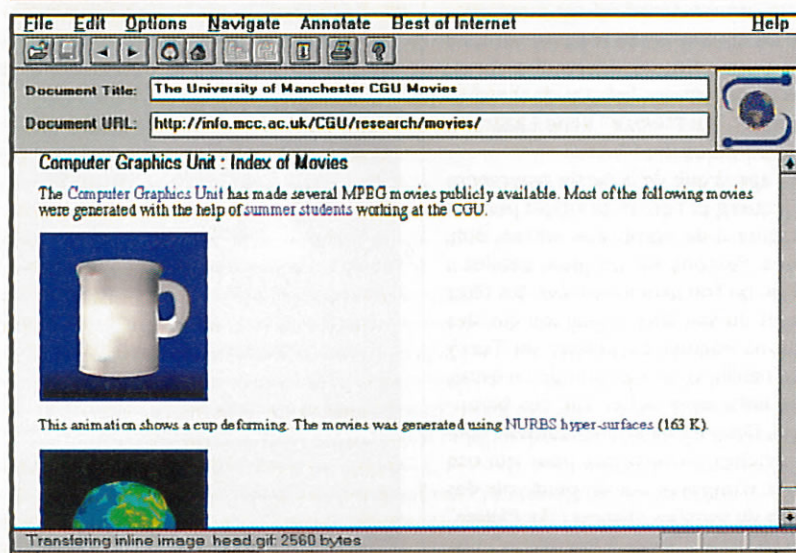 File Edit Options Navigate Annotate Best of Internet Help
Document Title: The University of Manchester CGU Movies
Document URL: http://info.mcc.ac.uk/CGU/research/movies/
Computer Graphics Unit : Index of Movies
The Computer Graphics Unit has made several MPEG movies publicly available. Most of the following movies
were generated with the help of summer students working at the CGU.
This animation shows a cup deforming. The movies was generated using NURBS hyper-surfaces (163 K).
Transfering inline image head.gif: 2560 bytes